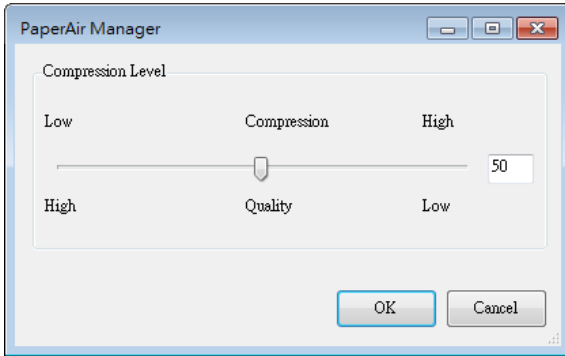 PaperAir Manager
Compression Level
Low Compression High
50
High Quality Low
OK Cancel